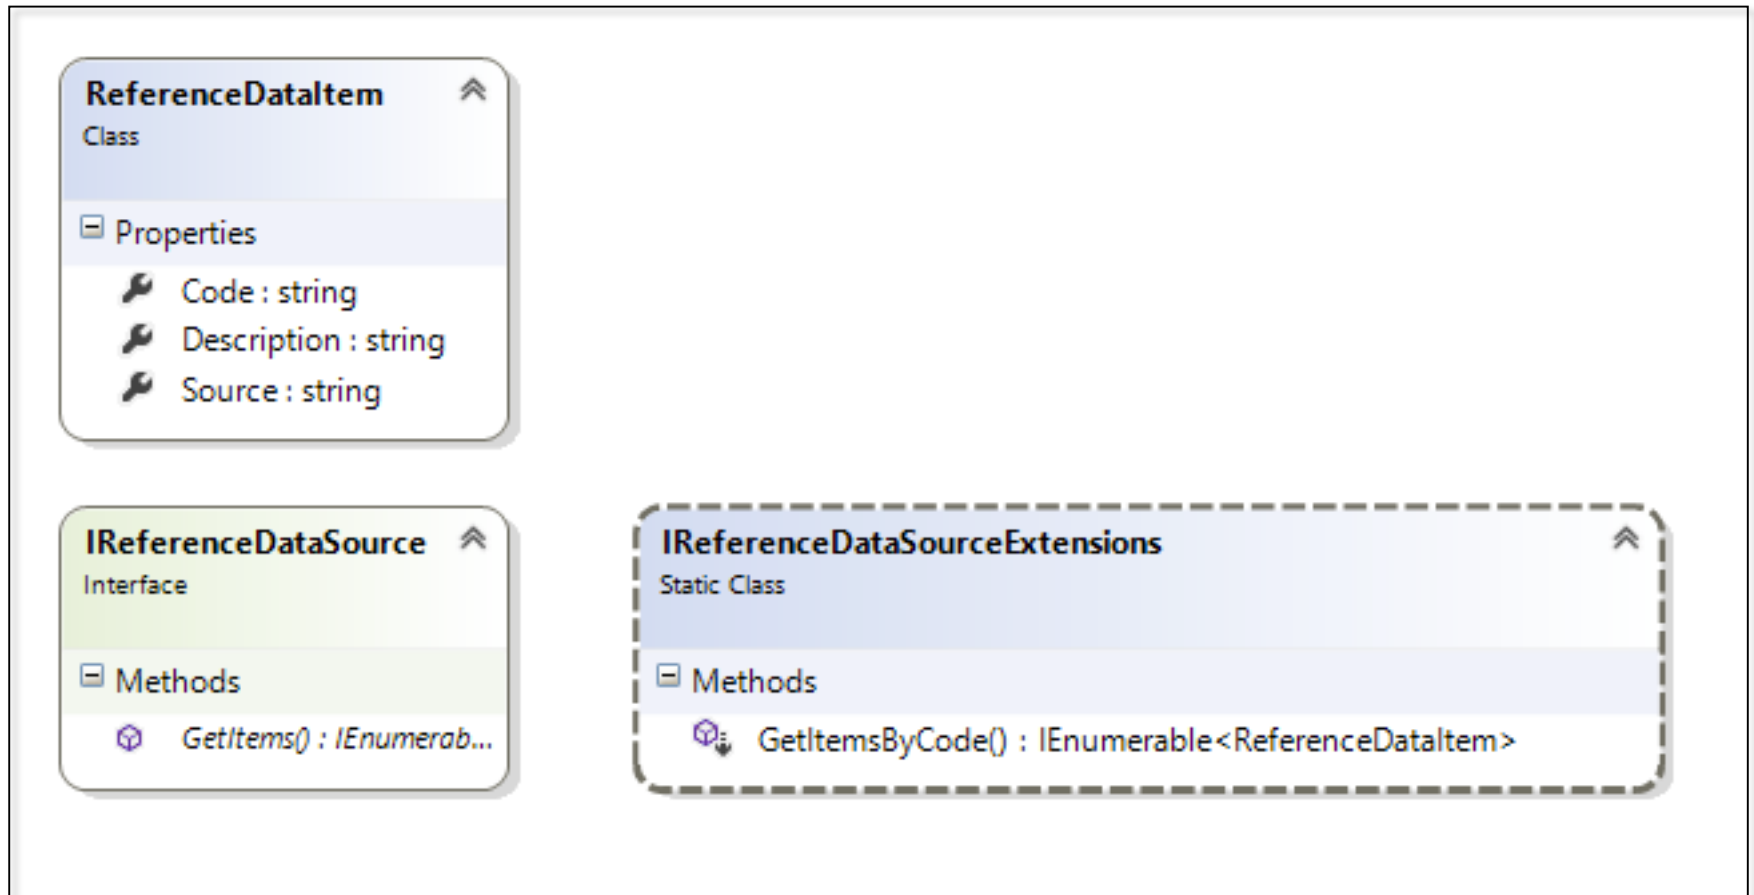 ReferenceDataItem
Class
Properties
Code : string
Description : string
Source : string
IReferenceDataSource
Interface
Methods
GetItems() : IEnumerab...
IReferenceDataSourceExtensions
Static Class
Methods
GetItemsByCode() : IEnumerable<ReferenceDataItem>